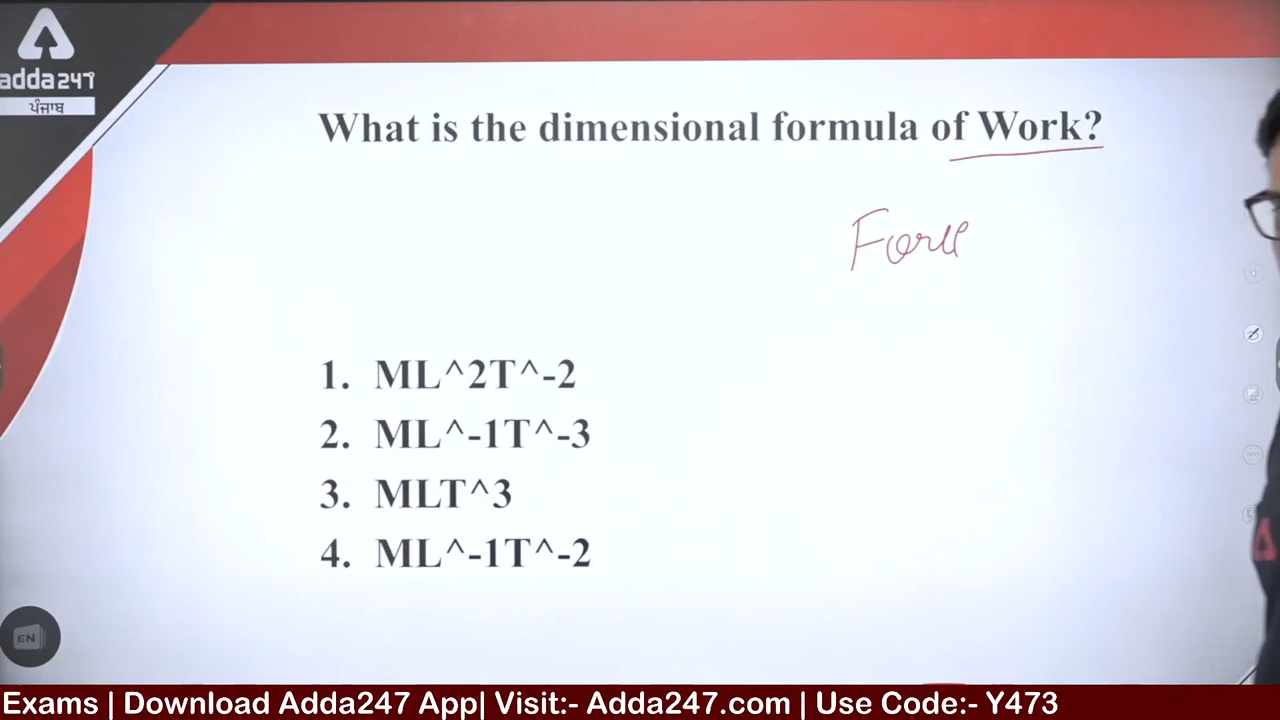 adda247
ਪੰਜਾਬ
What is the dimensional formula of Work?
Force
1. ML^2T^-2
2. ML^-1T^-3
3. MLT^3
4. ML^-1T^-2
EN
Exams | Download Adda247 App| Visit:- Adda247.com | Use Code:- Y473